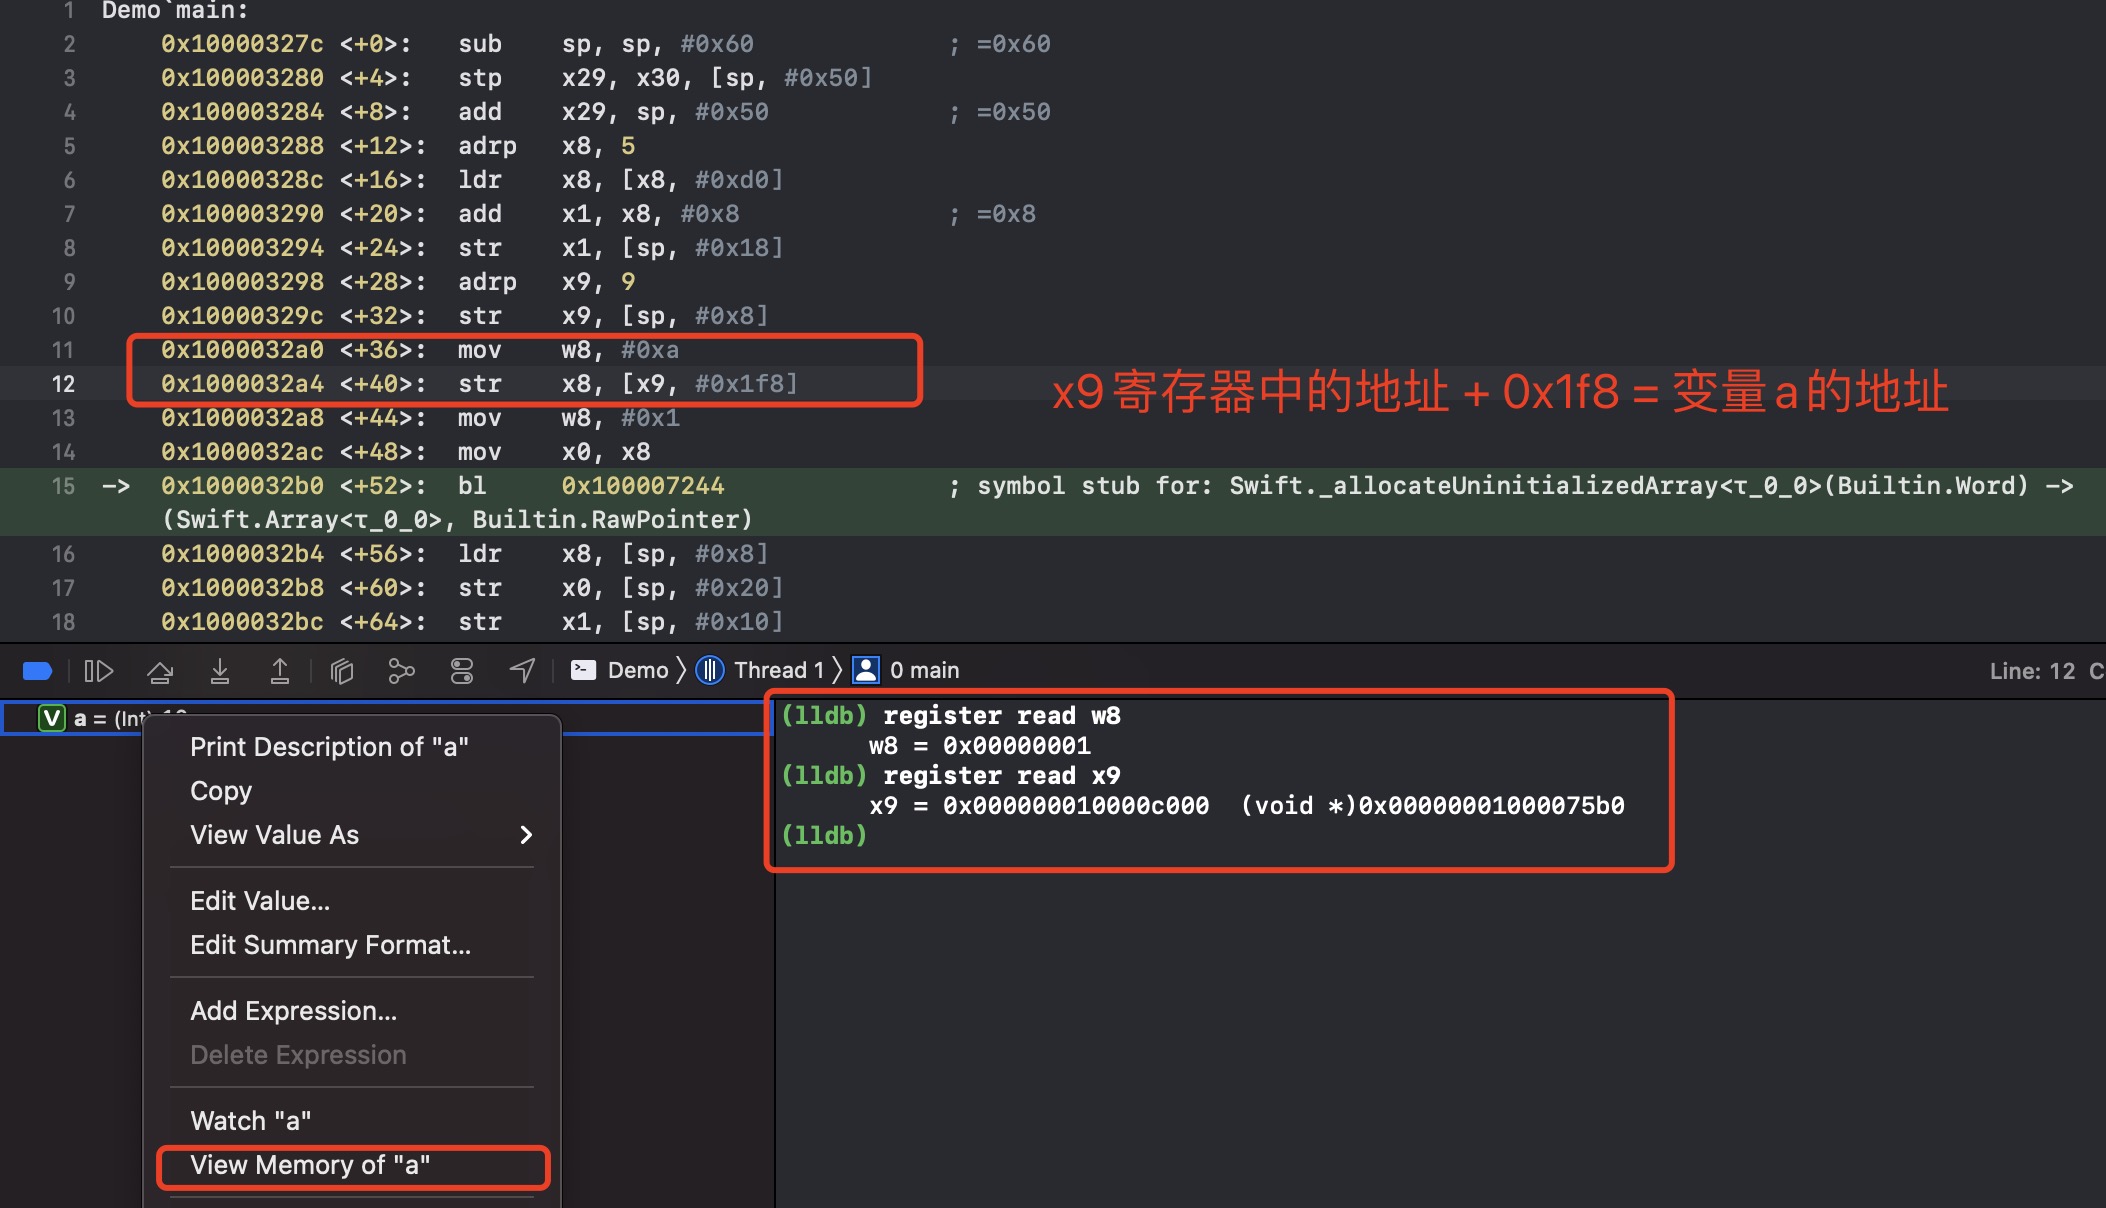 1 Demo`main:
2 0x10000327c <+0>: sub sp, sp, #0x60 ; =0x60
3 0x100003280 <+4>: stp x29, x30, [sp, #0x50]
4 0x100003284 <+8>: add x29, sp, #0x50 ; =0x50
5 0x100003288 <+12>: adrp x8, 5
6 0x10000328c <+16>: ldr x8, [x8, #0xd0]
7 0x100003290 <+20>: add x1, x8, #0x8 ; =0x8
8 0x100003294 <+24>: str x1, [sp, #0x18]
9 0x100003298 <+28>: adrp x9, 9
10 0x10000329c <+32>: str x9, [sp, #0x8]
11 0x1000032a0 <+36>: mov w8, #0xa
12 0x1000032a4 <+40>: str x8, [x9, #0x1f8]
x9寄存器中的地址 + 0x1f8 = 变量a的地址
13 0x1000032a8 <+44>: mov w8, #0x1
14 0x1000032ac <+48>: mov x0, x8
15 -> 0x1000032b0 <+52>: bl 0x100007244 ; symbol stub for: Swift._allocateUninitializedArray<τ_0_0>(Builtin.Word) ->
(Swift.Array<τ_0_0>, Builtin.RawPointer)
16 0x1000032b4 <+56>: ldr x8, [sp, #0x8]
17 0x1000032b8 <+60>: str x0, [sp, #0x20]
18 0x1000032bc <+64>: str x1, [sp, #0x10]
Demo 〉 Thread 1 〉 0 main
Line: 12 C
V a = (Int)
Print Description of "a"
Copy
View Value As
Edit Value...
Edit Summary Format...
Add Expression...
Delete Expression
Watch "a"
View Memory of "a"
(lldb) register read w8
w8 = 0x00000001
(lldb) register read x9
x9 = 0x000000010000c000 (void *)0x00000001000075b0
(lldb)